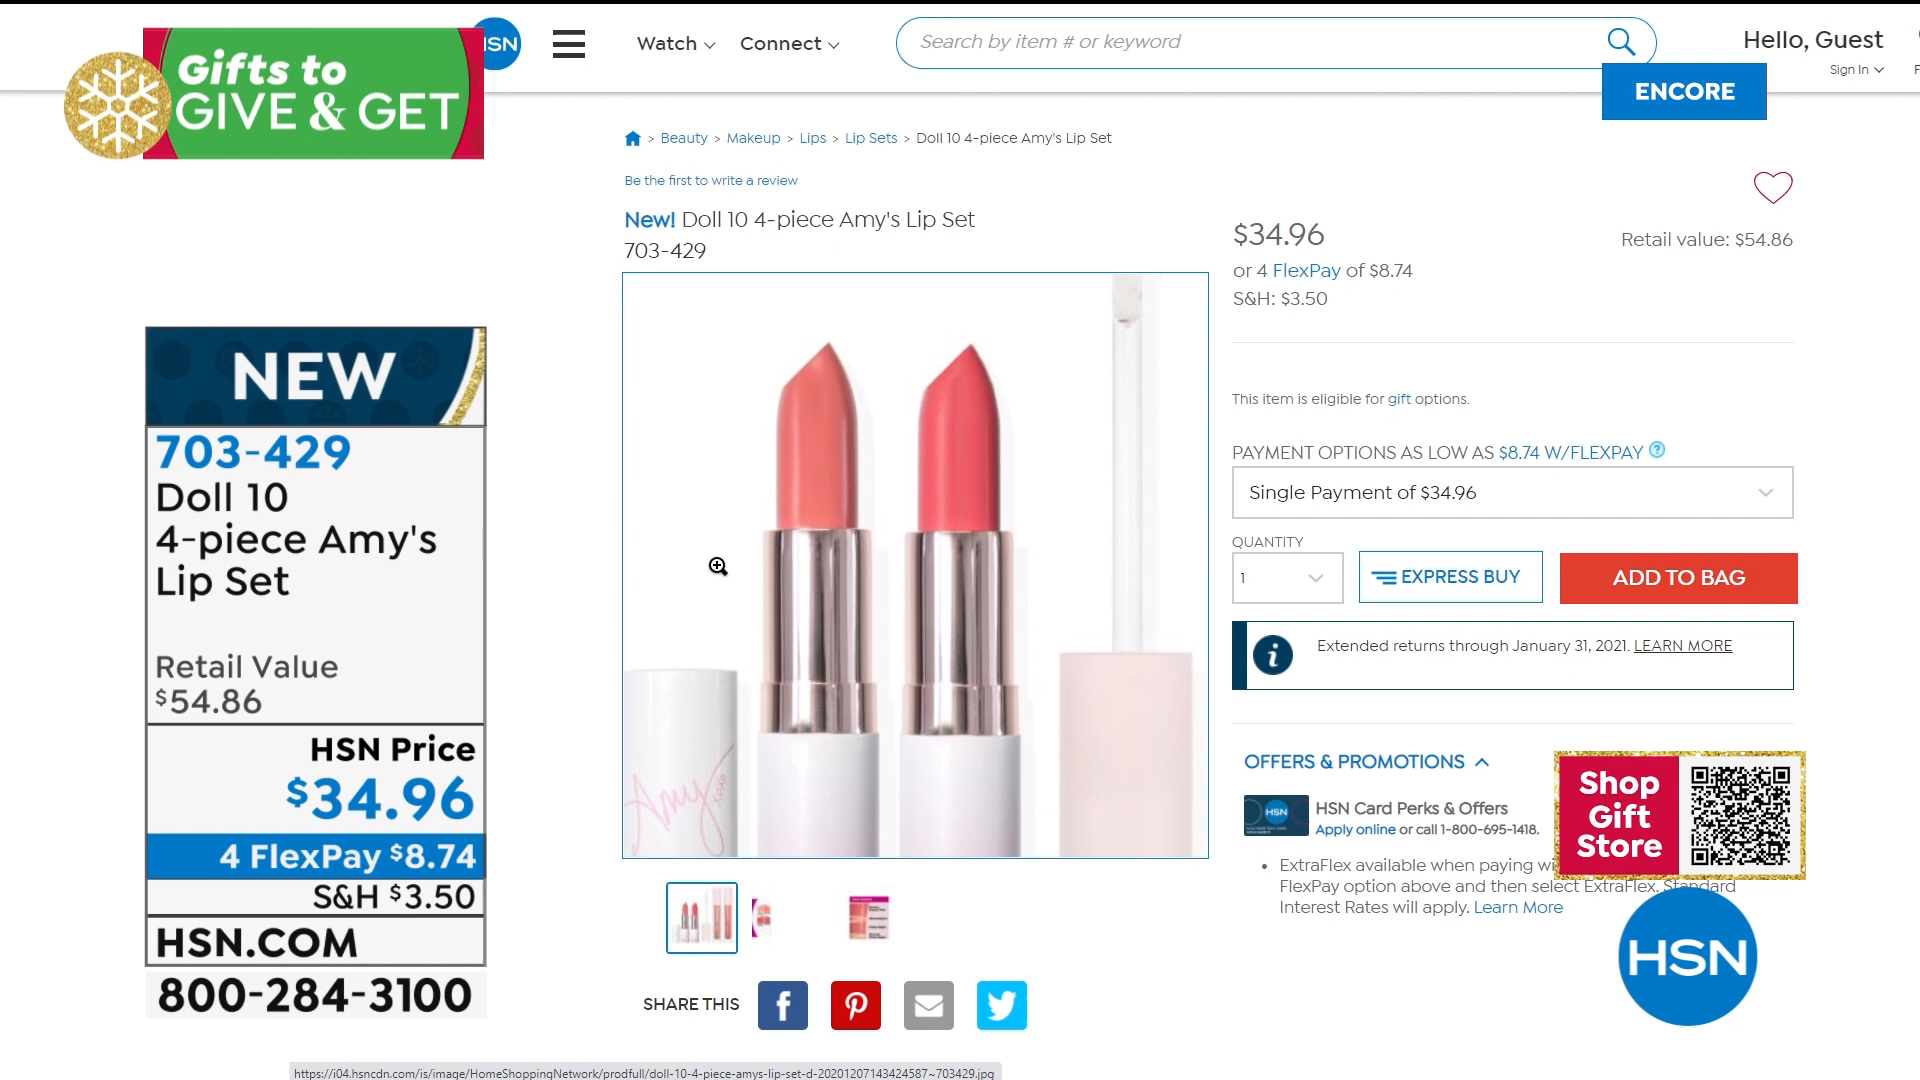 Gifts to
GIVE & GET
HSN
Watch
Connect
Search by item # or keyword
Hello, Guest
Sign In
ENCORE
> Beauty > Makeup > Lips > Lip Sets > Doll 10 4-piece Amy's Lip Set
Be the first to write a review
New! Doll 10 4-piece Amy's Lip Set
703-429
$34.96
Retail value: $54.86
or 4 FlexPay of $8.74
S&H: $3.50
This item is eligible for gift options.
PAYMENT OPTIONS AS LOW AS $8.74 W/FLEXPAY ?
Single Payment of $34.96
QUANTITY
1
EXPRESS BUY
ADD TO BAG
i
Extended returns through January 31, 2021. LEARN MORE
OFFERS & PROMOTIONS
HSN
HSN Card Perks & Offers
Apply online or call 1-800-695-1418.
• ExtraFlex available when paying
FlexPay option above and then select ExtraFlex. Standard
Interest Rates will apply. Learn More
Shop
Gift
Store
HSN
NEW
703-429
Doll 10
4-piece Amy's
Lip Set
Retail Value
$54.86
HSN Price
$34.96
4 FlexPay $8.74
S&H $3.50
HSN.COM
800-284-3100
Amy
xoxo
SHARE THIS
https://i04.hsncdn.com/is/image/HomeShoppingNetwork/prodfull/doll-10-4-piece-amys-lip-set-d-20201207143424587~703429.jpg